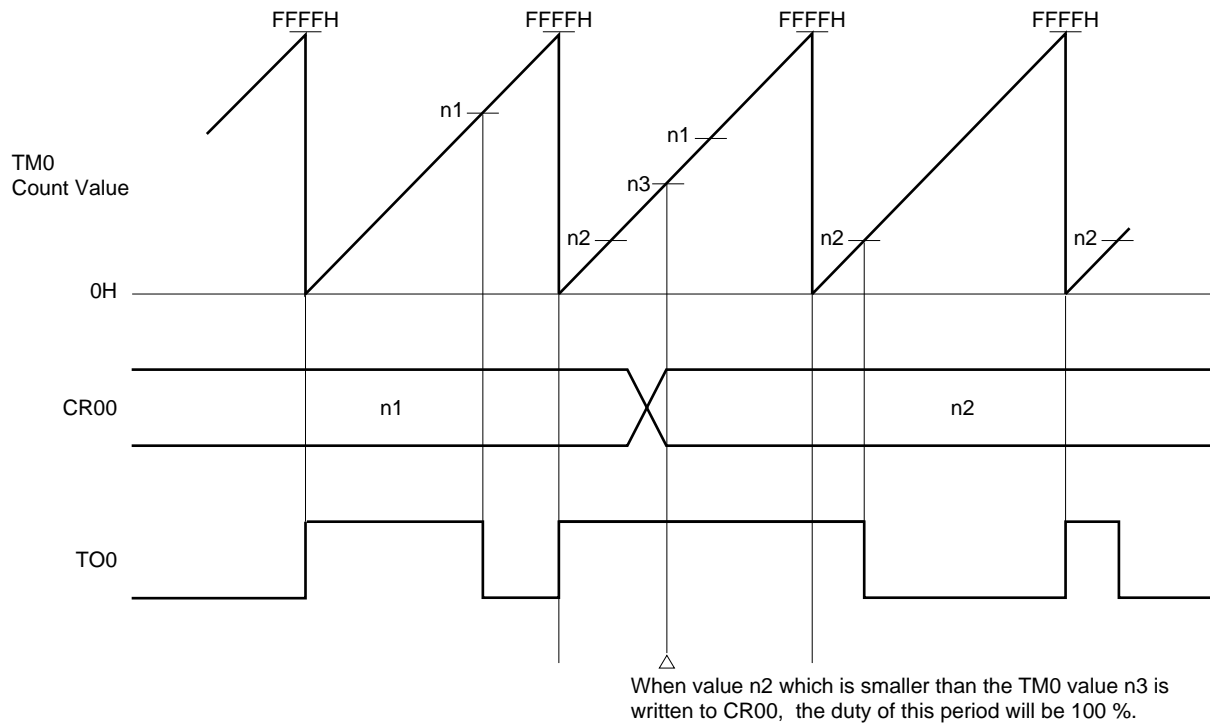 FFFFH FFFFH FFFFH FFFFH
n1
n1
TM0
Count Value
n3
n2 n2 n2
0H
CR00 n1 n2
TO0
When value n2 which is smaller than the TM0 value n3 is
written to CR00, the duty of this period will be 100 %.